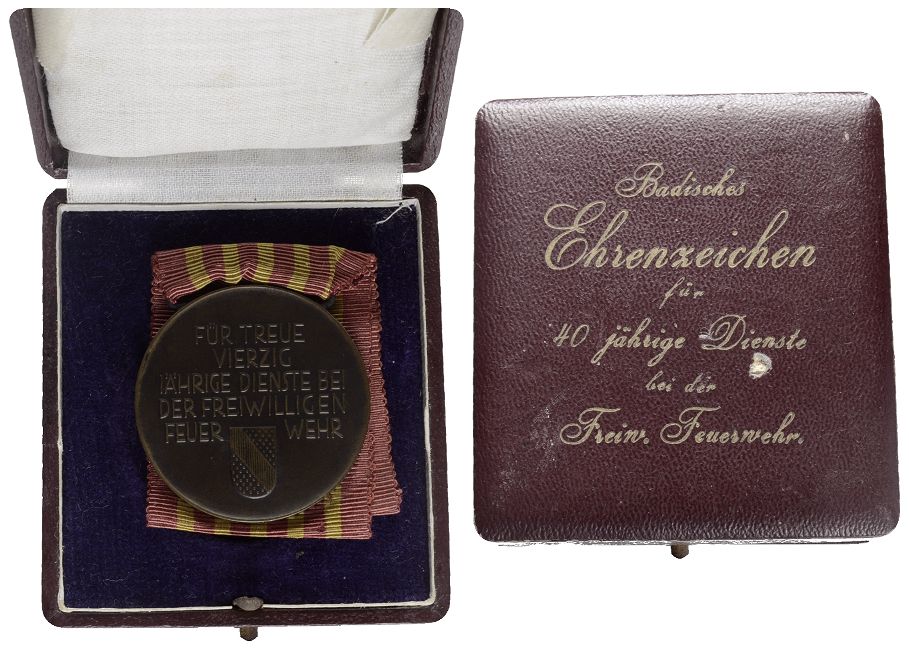 FÜR TREUE
VIERZIG
JÄHRIGE DIENSTE BEI
DER FREIWILLIGEN
FEUER WEHR
Badisches
Ehrenzeichen
für
40 jährige Dienste
bei der
Freiw. Feuerwehr.